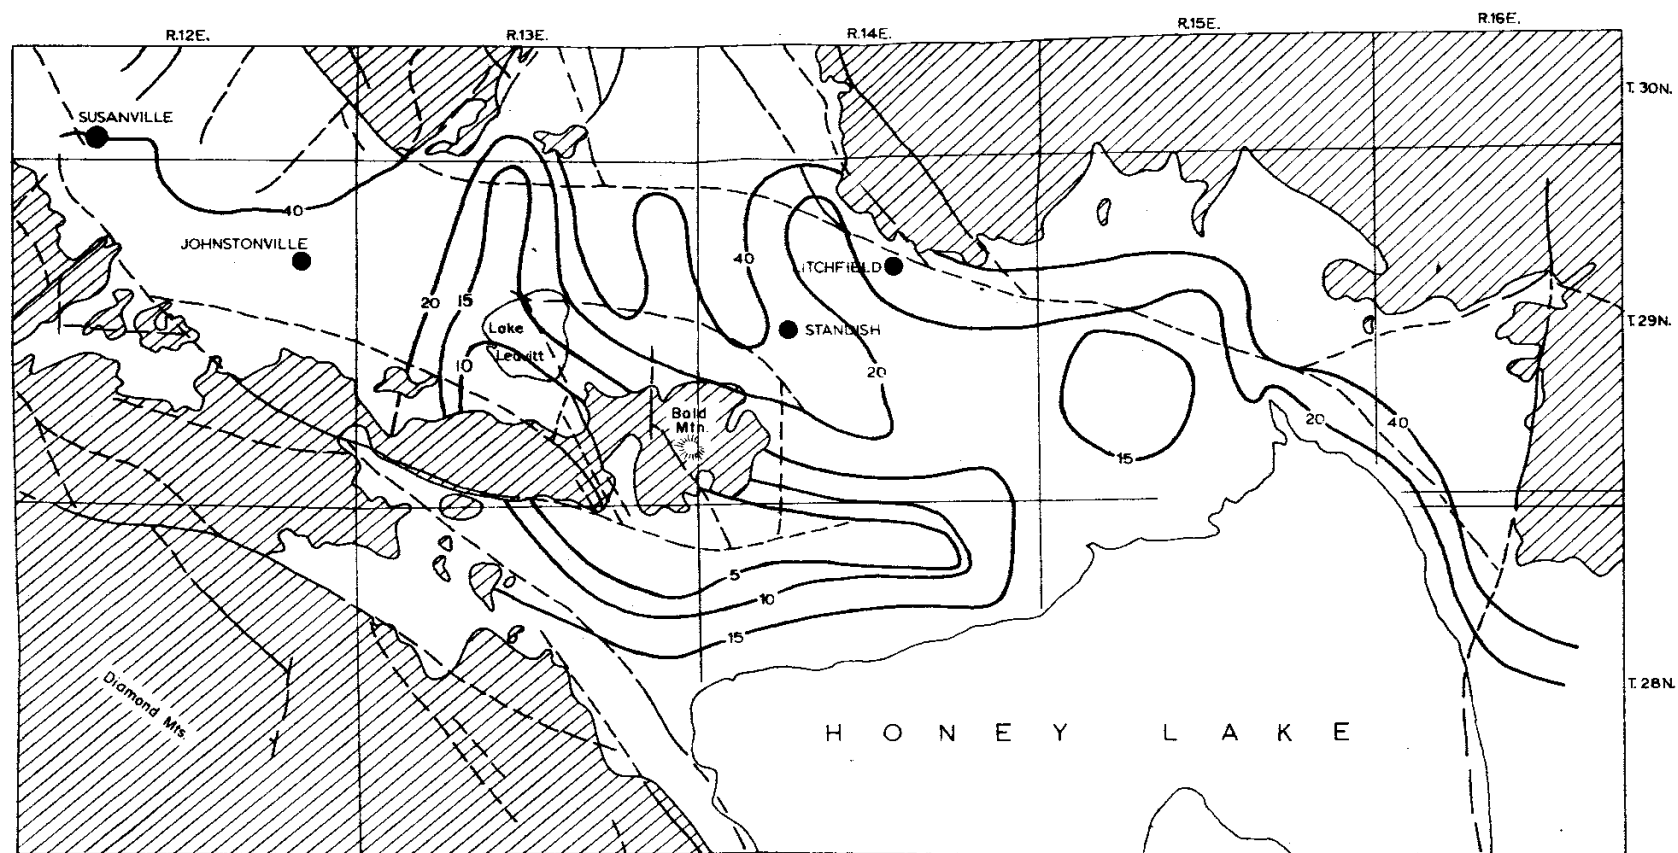 R.12E.
R.13E.
R.14E.
R.15E.
R.16E.
T. 30N.
SUSANVILLE
40
JOHNSTONVILLE
40
LITCHFIELD
20
15
T. 29N.
Lake
Leavitt
STANDISH
10
20
Bald
Mtn.
20
40
15
5
10
15
T. 28N.
Diamond Mts.
HONEY LAKE